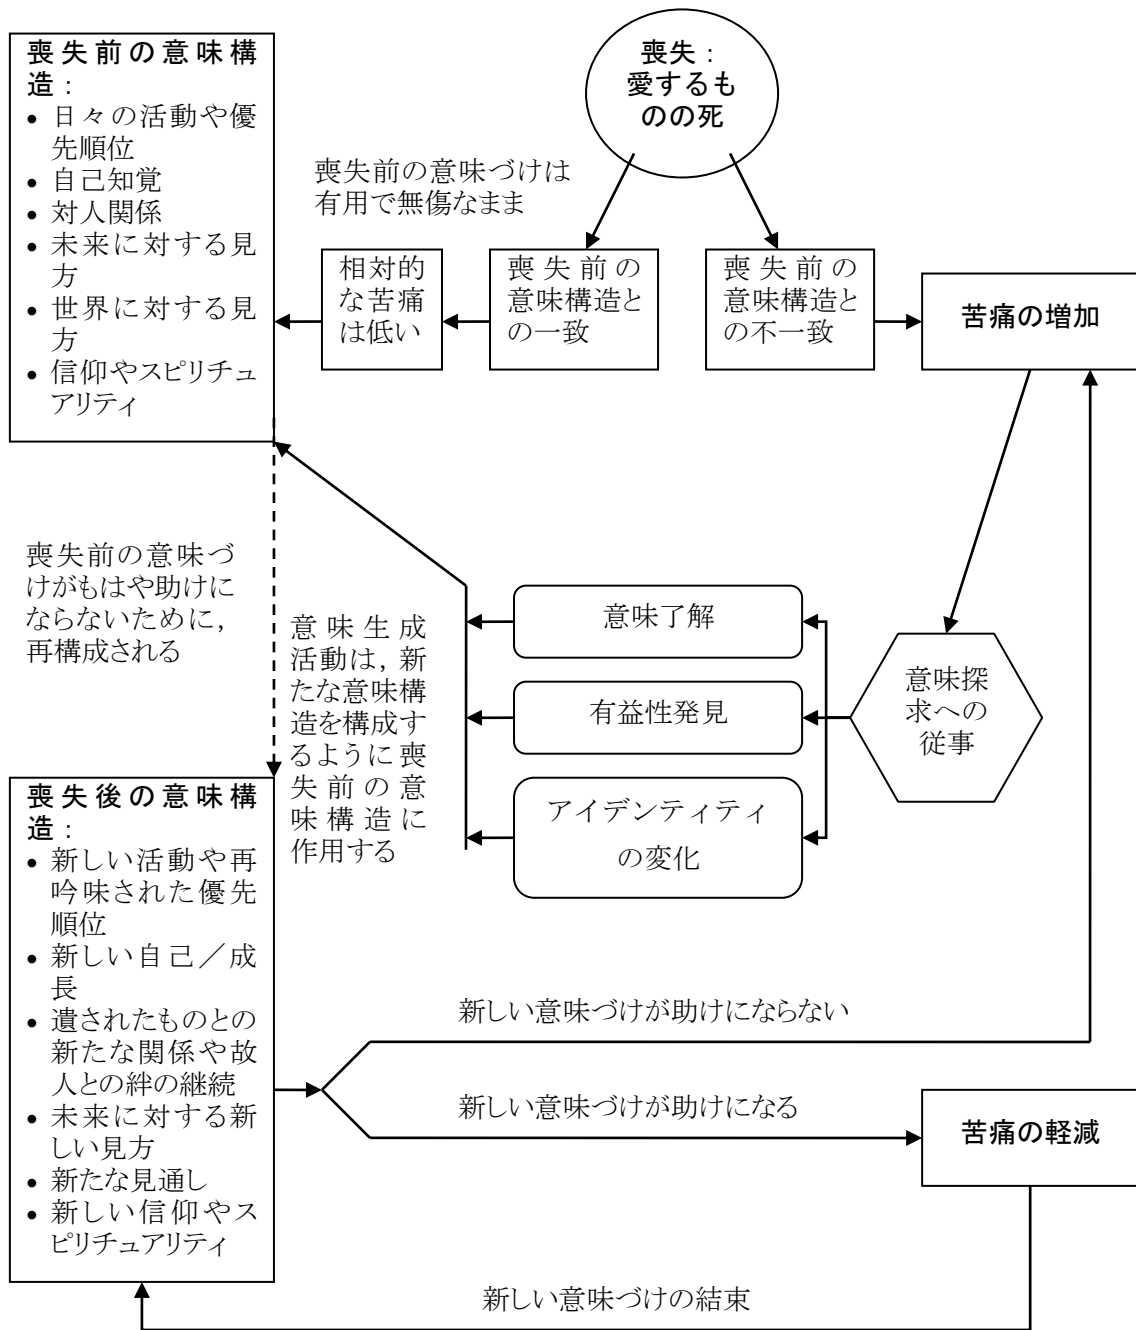 喪失前の意味構
造：
• 日々の活動や優
先順位
• 自己知覚
• 対人関係
• 未来に対する見
方
• 世界に対する見
方
• 信仰やスピリチュ
アリティ
喪失：
愛するも
のの死
喪失前の意味づけは
有用で無傷なまま
相対的
な苦痛
は低い
喪失前の
意味構造と
の一致
喪失前の
意味構造と
の不一致
苦痛の増加
喪失前の意味づ
けがもはや助けに
ならないために，
再構成される
意味生成
活動は，新
たな意味構
造を構成す
るように喪
失前の意
味構造に
作用する
意味了解
有益性発見
アイデンティティ
の変化
意味探
求への
従事
喪失後の意味構
造：
• 新しい活動や再
吟味された優先
順位
• 新しい自己／成
長
• 遺されたものとの
新たな関係や故
人との絆の継続
• 未来に対する新
しい見方
• 新たな見通し
• 新しい信仰やス
ピリチュアリティ
新しい意味づけが助けにならない
新しい意味づけが助けになる
苦痛の軽減
新しい意味づけの結束